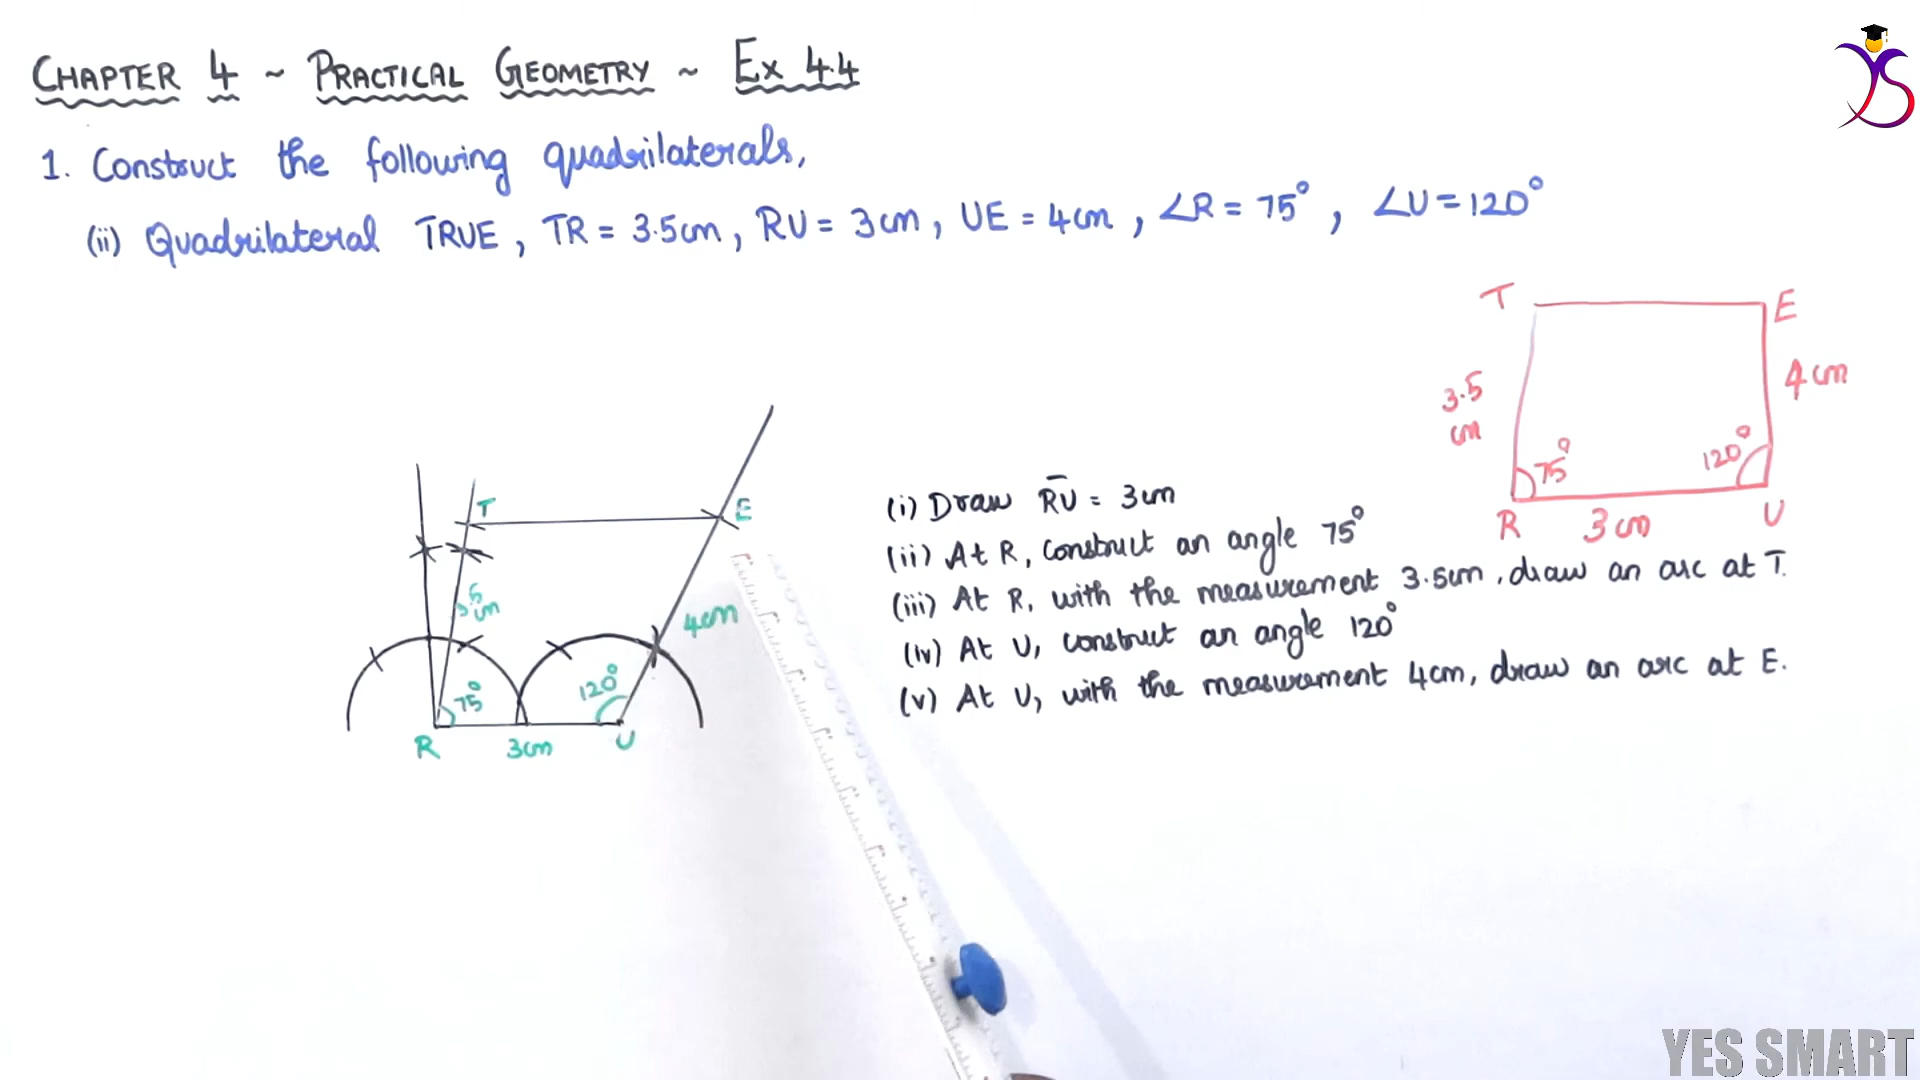 CHAPTER 4 ~ PRACTICAL GEOMETRY ~ Ex 4.4
1. Construct the following quadrilaterals,
(ii) Quadrilateral TRUE, TR = 3.5cm, RU = 3cm, UE = 4cm, ∠R = 75°, ∠U = 120°
T E
3.5 cm
4cm
75° 120°
R 3cm U
T E
3.5 cm
4cm
75° 120°
R 3cm U
(i) Draw R̅U̅ = 3cm
(ii) At R, construct an angle 75°
(iii) At R, with the measurement 3.5cm, draw an arc at T.
(iv) At U, construct an angle 120°
(v) At U, with the measurement 4cm, draw an arc at E.
YS
YES SMART